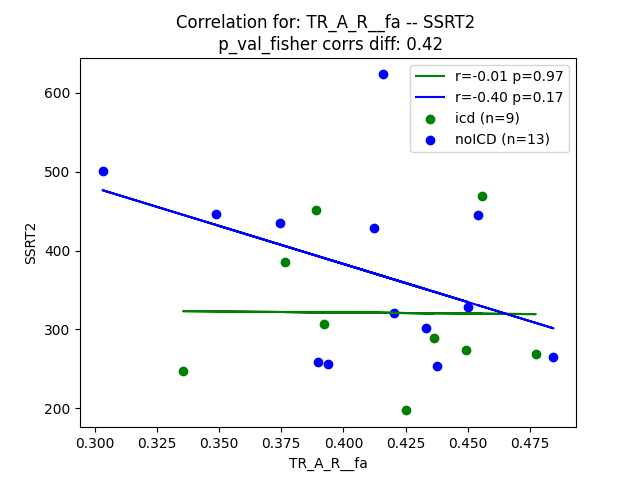 Correlation for: TR_A_R__fa -- SSRT2
p_val_fisher corrs diff: 0.42
r=-0.01 p=0.97
r=-0.40 p=0.17
icd (n=9)
noICD (n=13)
600
500
400
300
200
SSRT2
0.300 0.325 0.350 0.375 0.400 0.425 0.450 0.475
TR_A_R__fa